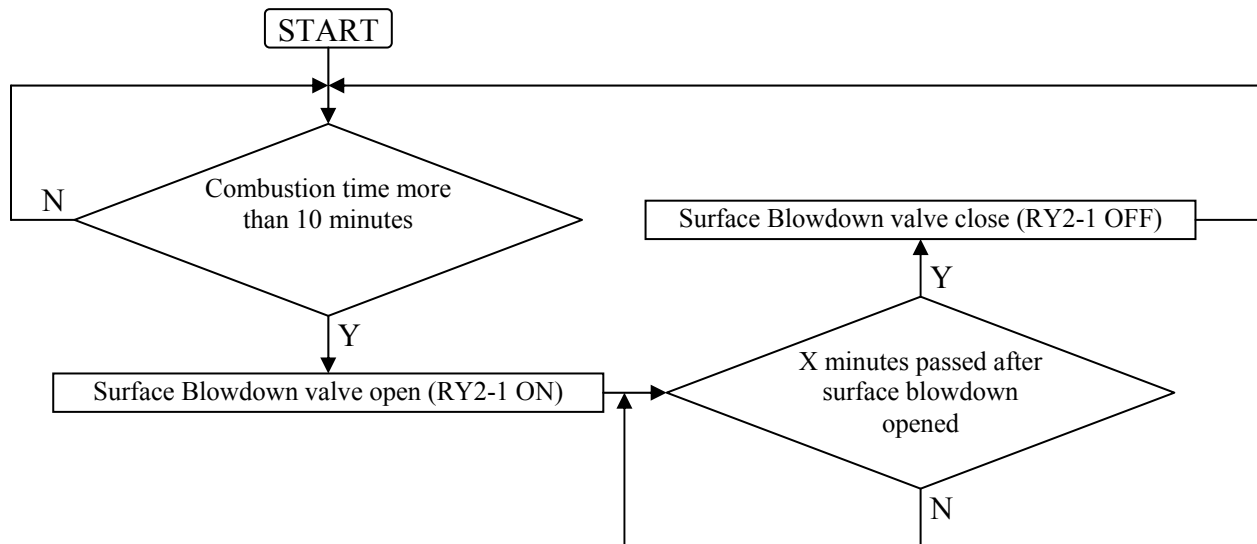 START
N
Combustion time more
than 10 minutes
Y
Surface Blowdown valve open (RY2-1 ON)
Surface Blowdown valve close (RY2-1 OFF)
Y
X minutes passed after
surface blowdown
opened
N